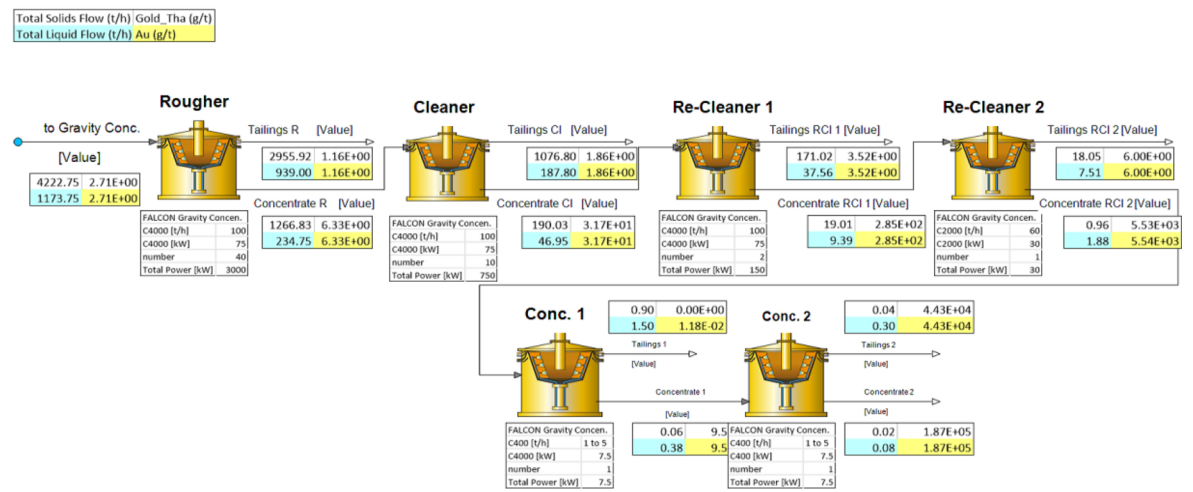 Total Solids Flow (t/h) Gold_Tha (g/t)
Total Liquid Flow (t/h) Au (g/t)
Rougher
Cleaner
Re-Cleaner 1
Re-Cleaner 2
to Gravity Conc.
[Value]
4222.75 2.71E+00
1173.75 2.71E+00
Tailings R [Value]
2955.92 1.16E+00
939.00 1.16E+00
Concentrate R [Value]
1266.83 6.33E+00
234.75 6.33E+00
FALCON Gravity Concen.
C4000 [t/h] 100
C4000 [kW] 75
number 40
Total Power [kW] 3000
Tailings Cl [Value]
1076.80 1.86E+00
187.80 1.86E+00
Concentrate Cl [Value]
190.03 3.17E+01
46.95 3.17E+01
FALCON Gravity Concen.
C4000 [t/h] 100
C4000 [kW] 75
number 10
Total Power [kW] 750
Tailings RCl 1 [Value]
171.02 3.52E+00
37.56 3.52E+00
Concentrate RCl 1 [Value]
19.01 2.85E+02
9.39 2.85E+02
FALCON Gravity Concen.
C4000 [t/h] 100
C4000 [kW] 75
number 2
Total Power [kW] 150
Tailings RCl 2 [Value]
18.05 6.00E+00
7.51 6.00E+00
Concentrate RCl 2 [Value]
0.96 5.53E+03
1.88 5.54E+03
FALCON Gravity Concen.
C2000 [t/h] 60
C2000 [kW] 30
number 1
Total Power [kW] 30
Conc. 1
0.90 0.00E+00
1.50 1.18E-02
Tailings 1
[Value]
Concentrate 1
[Value]
0.06 9.5
0.38 9.5
FALCON Gravity Concen.
C400 [t/h] 1 to 5
C4000 [kW] 7.5
number 1
Total Power [kW] 7.5
Conc. 2
0.04 4.43E+04
0.30 4.43E+04
Tailings 2
[Value]
Concentrate 2
[Value]
0.02 1.87E+05
0.08 1.87E+05
FALCON Gravity Concen.
C400 [t/h] 1 to 5
C400 [kW] 7.5
number 1
Total Power [kW] 7.5